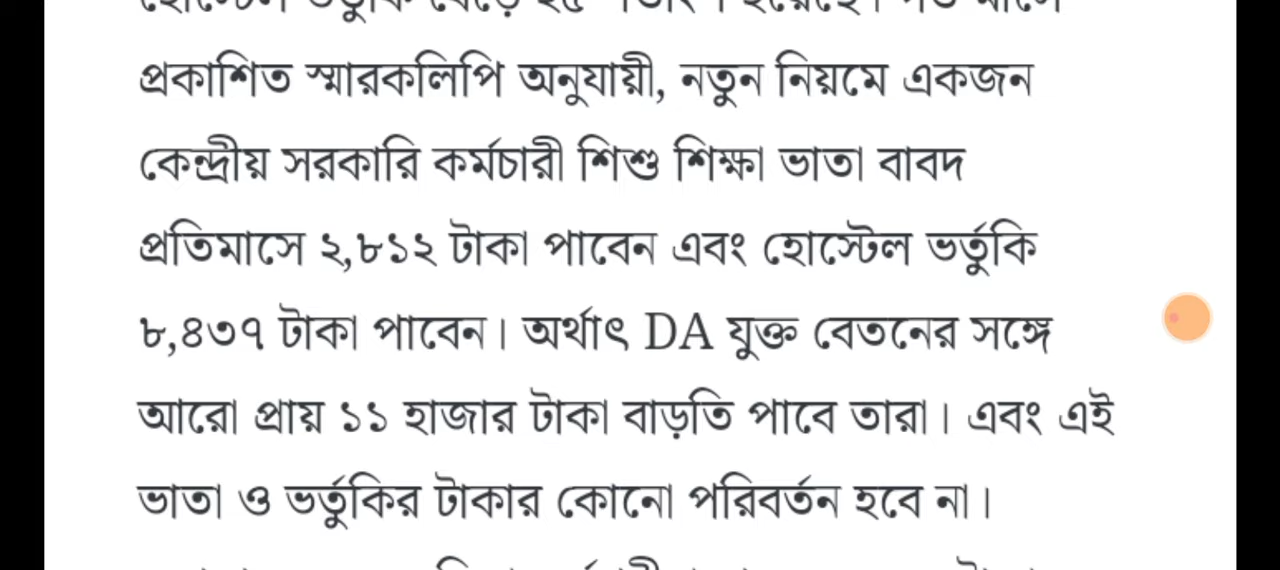 প্রকাশিত স্মারকলিপি অনুযায়ী, নতুন নিয়মে একজন
কেন্দ্রীয় সরকারি কর্মচারী শিশু শিক্ষা ভাতা বাবদ
প্রতিমাসে ২,৮১২ টাকা পাবেন এবং হোস্টেল ভর্তুকি
৮,৪৩৭ টাকা পাবেন। অর্থাৎ DA যুক্ত বেতনের সঙ্গে
আরো প্রায় ১১ হাজার টাকা বাড়তি পাবে তারা। এবং এই
ভাতা ও ভর্তুকির টাকার কোনো পরিবর্তন হবে না।